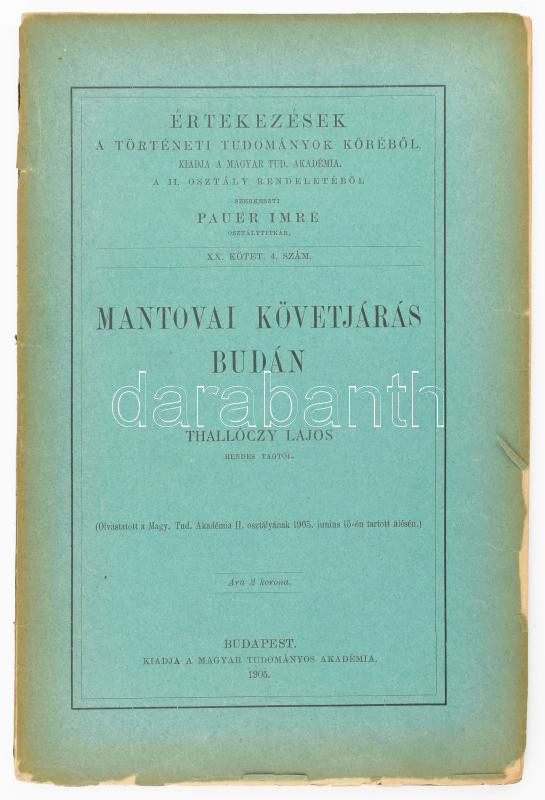 ÉRTEKEZÉSEK
A TÖRTÉNETI TUDOMÁNYOK KÖRÉBŐL.
KIADJA A MAGYAR TUD. AKADÉMIA.
A II. OSZTÁLY RENDELETÉBŐL
SZERKESZTI
PAUER IMRE
OSZTÁLYTITKÁR.
XX. KÖTET. 4. SZÁM.
MANTOVAI KÖVETJÁRÁS
BUDÁN
darabanth
THALLÓCZY LAJOS
RENDES TAGTÓL.
(Olvastatott a Magy. Tud. Akadémia II. osztályának 1905. junius 15-én tartott ülésén.)
Ára 2 korona.
BUDAPEST.
KIADJA A MAGYAR TUDOMÁNYOS AKADÉMIA.
1905.